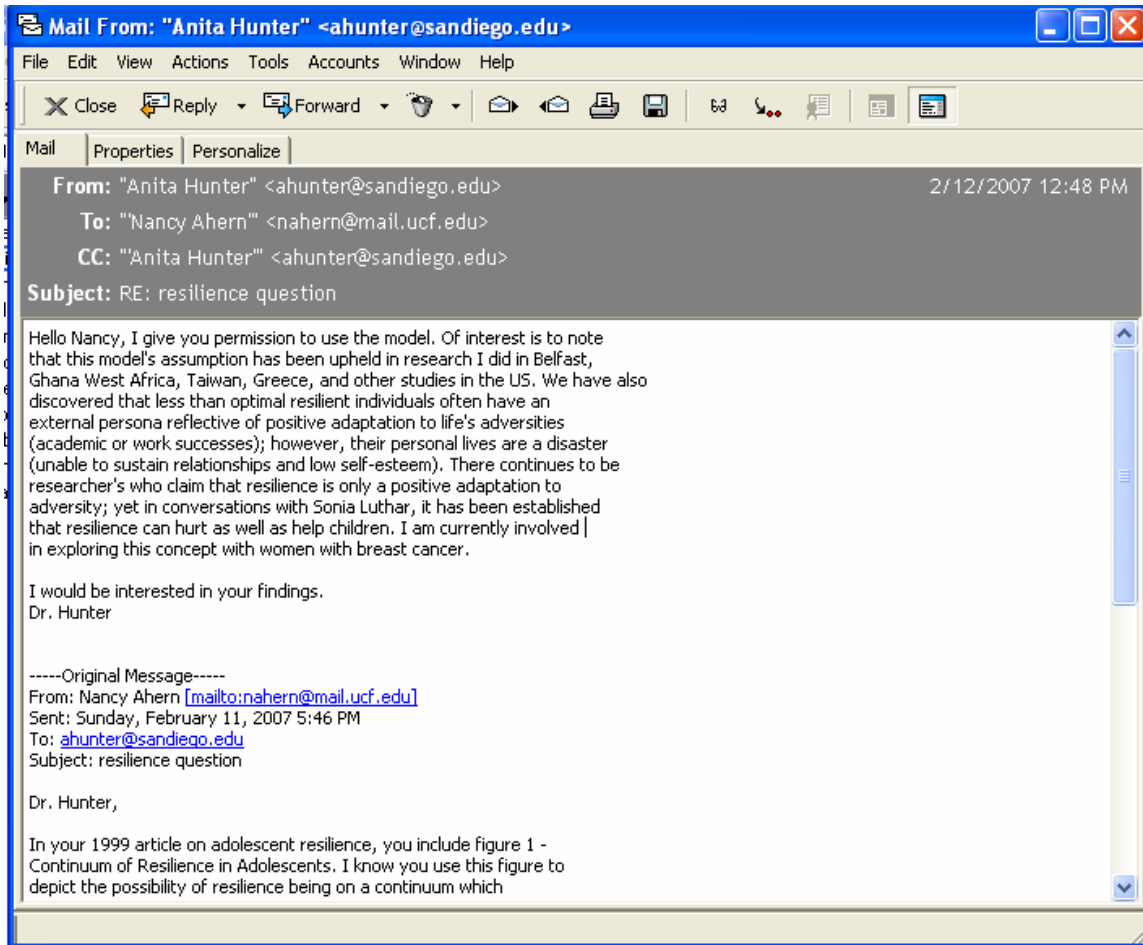 Mail From: "Anita Hunter" <ahunter@sandiego.edu>
File Edit View Actions Tools Accounts Window Help
Close Reply Forward
Mail Properties Personalize
From: "Anita Hunter" <ahunter@sandiego.edu> 2/12/2007 12:48 PM
To: "'Nancy Ahern'" <nahern@mail.ucf.edu>
CC: "'Anita Hunter'" <ahunter@sandiego.edu>
Subject: RE: resilience question
Hello Nancy, I give you permission to use the model. Of interest is to note
that this model's assumption has been upheld in research I did in Belfast,
Ghana West Africa, Taiwan, Greece, and other studies in the US. We have also
discovered that less than optimal resilient individuals often have an
external persona reflective of positive adaptation to life's adversities
(academic or work successes); however, their personal lives are a disaster
(unable to sustain relationships and low self-esteem). There continues to be
researcher's who claim that resilience is only a positive adaptation to
adversity; yet in conversations with Sonia Luthar, it has been established
that resilience can hurt as well as help children. I am currently involved
in exploring this concept with women with breast cancer.
I would be interested in your findings.
Dr. Hunter
-----Original Message-----
From: Nancy Ahern [mailto:nahern@mail.ucf.edu]
Sent: Sunday, February 11, 2007 5:46 PM
To: ahunter@sandiego.edu
Subject: resilience question
Dr. Hunter,
In your 1999 article on adolescent resilience, you include figure 1 -
Continuum of Resilience in Adolescents. I know you use this figure to
depict the possibility of resilience being on a continuum which